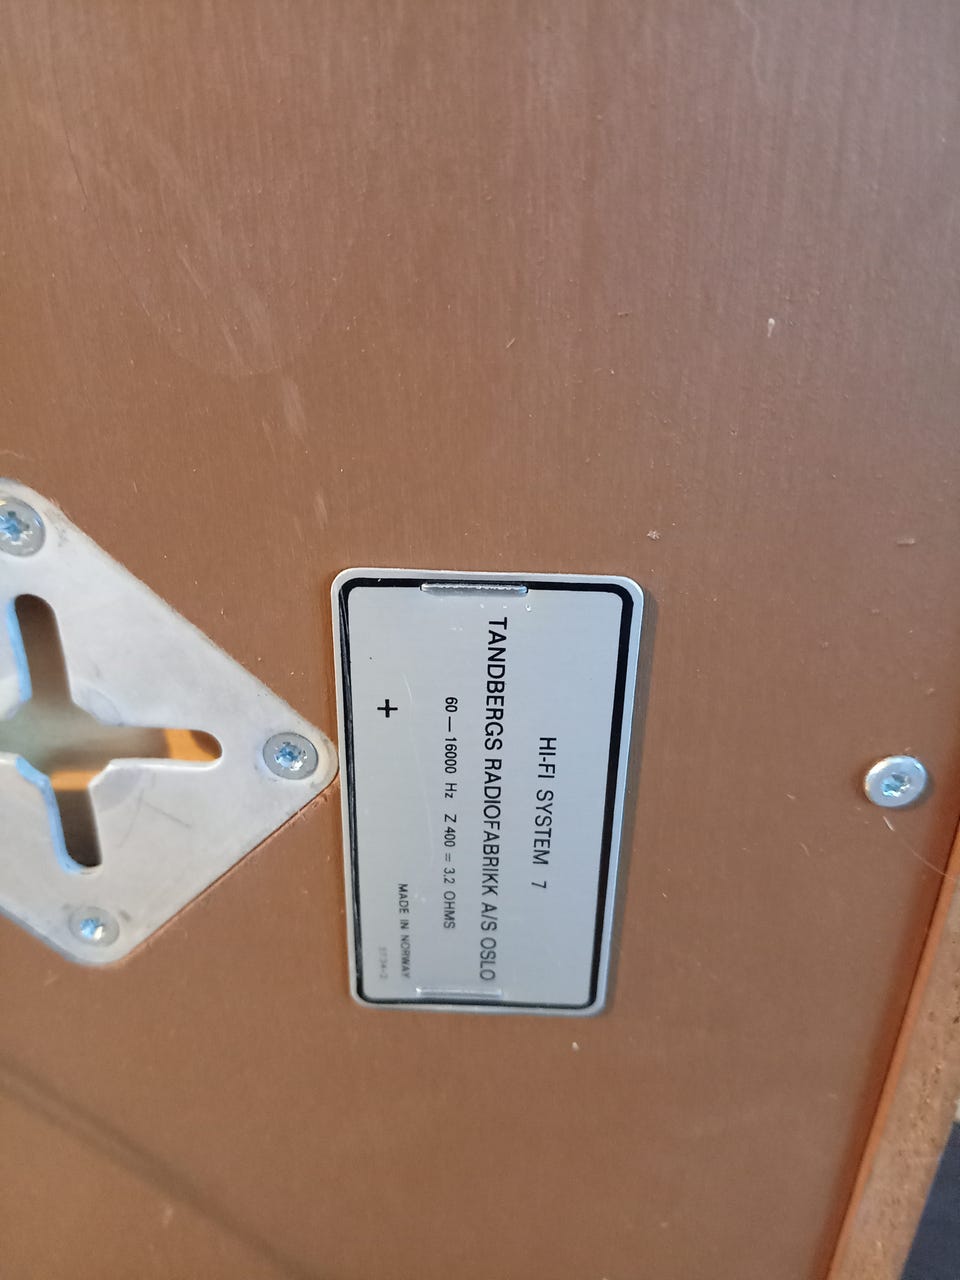 HI-FI SYSTEM 7
TANDBERGS RADIOFABRIKK A/S OSLO
60 — 16000 Hz Z 400 = 3,2 OHMS
MADE IN NORWAY
+